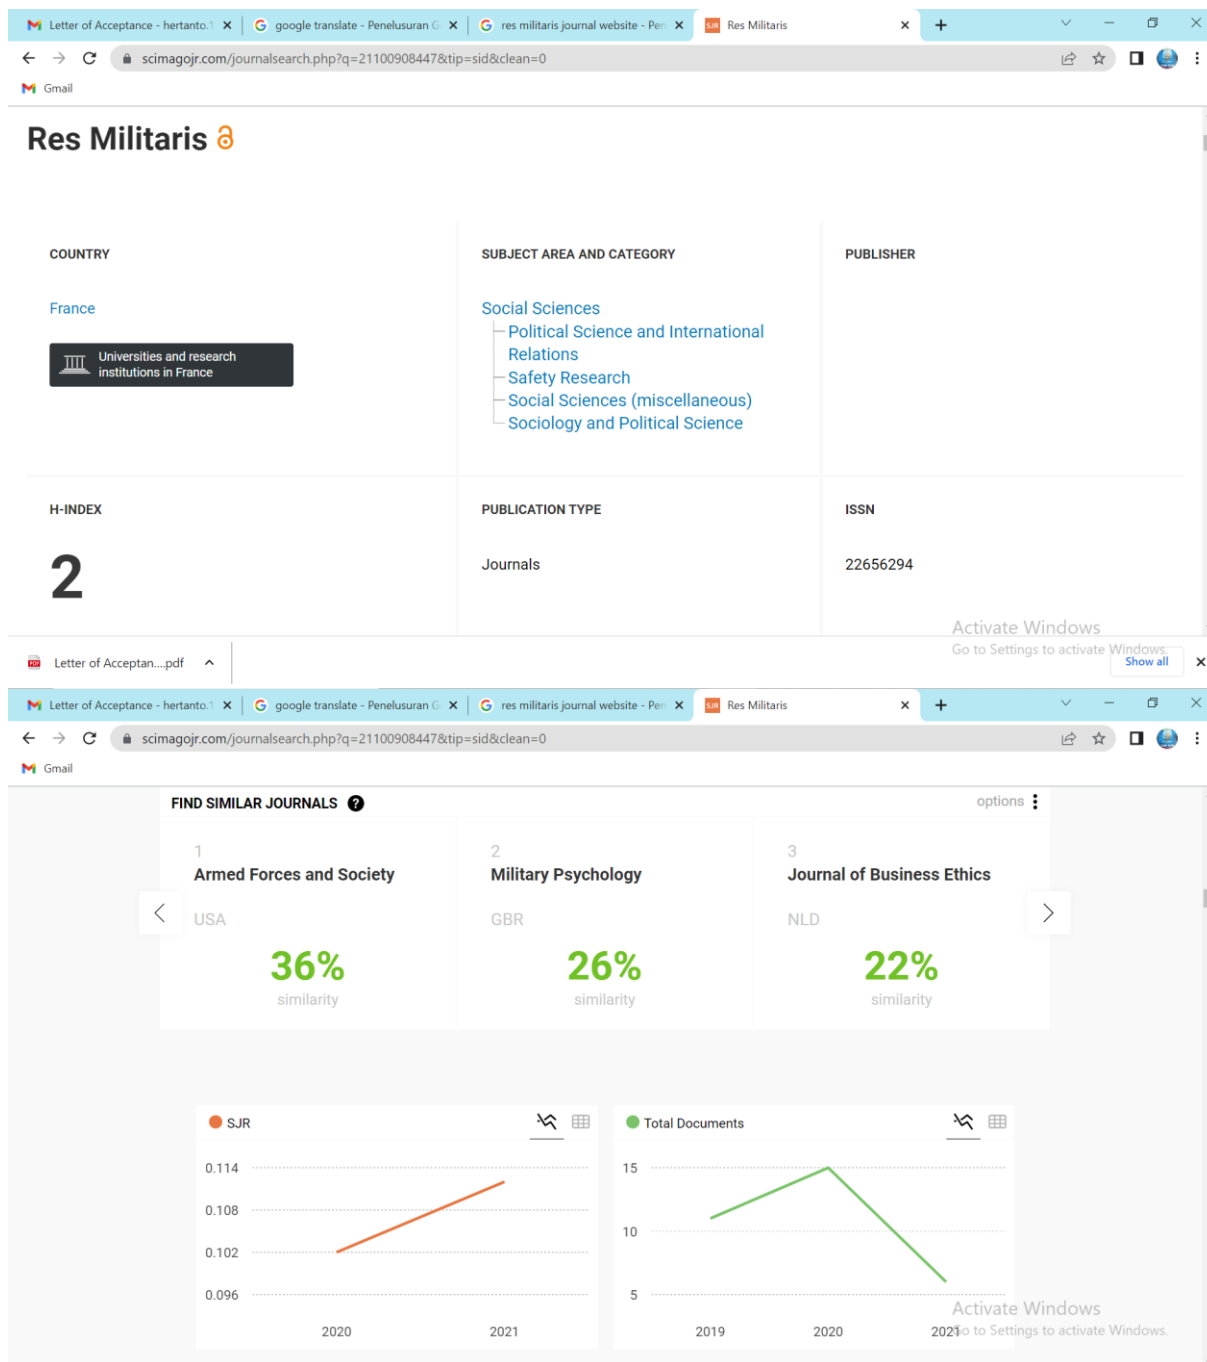 Letter of Acceptance - hertanto.1
google translate - Penelusuran G
res militaris journal website - Pen
SJR Res Militaris
scimagojr.com/journalsearch.php?q=21100908447&tip=sid&clean=0
Gmail
Res Militaris
COUNTRY
SUBJECT AREA AND CATEGORY
PUBLISHER
France
Universities and research
institutions in France
Social Sciences
Political Science and International
Relations
Safety Research
Social Sciences (miscellaneous)
Sociology and Political Science
H-INDEX
PUBLICATION TYPE
ISSN
2
Journals
22656294
Activate Windows
Go to Settings to activate Windows.
PDF Letter of Acceptan....pdf
Show all
Letter of Acceptance - hertanto.1
google translate - Penelusuran G
res militaris journal website - Pen
SJR Res Militaris
scimagojr.com/journalsearch.php?q=21100908447&tip=sid&clean=0
Gmail
FIND SIMILAR JOURNALS ?
options
1
Armed Forces and Society
USA
36%
similarity
2
Military Psychology
GBR
26%
similarity
3
Journal of Business Ethics
NLD
22%
similarity
SJR
0.114
0.108
0.102
0.096
2020 2021
Total Documents
15
10
5
2019 2020 2021
Activate Windows
Go to Settings to activate Windows.